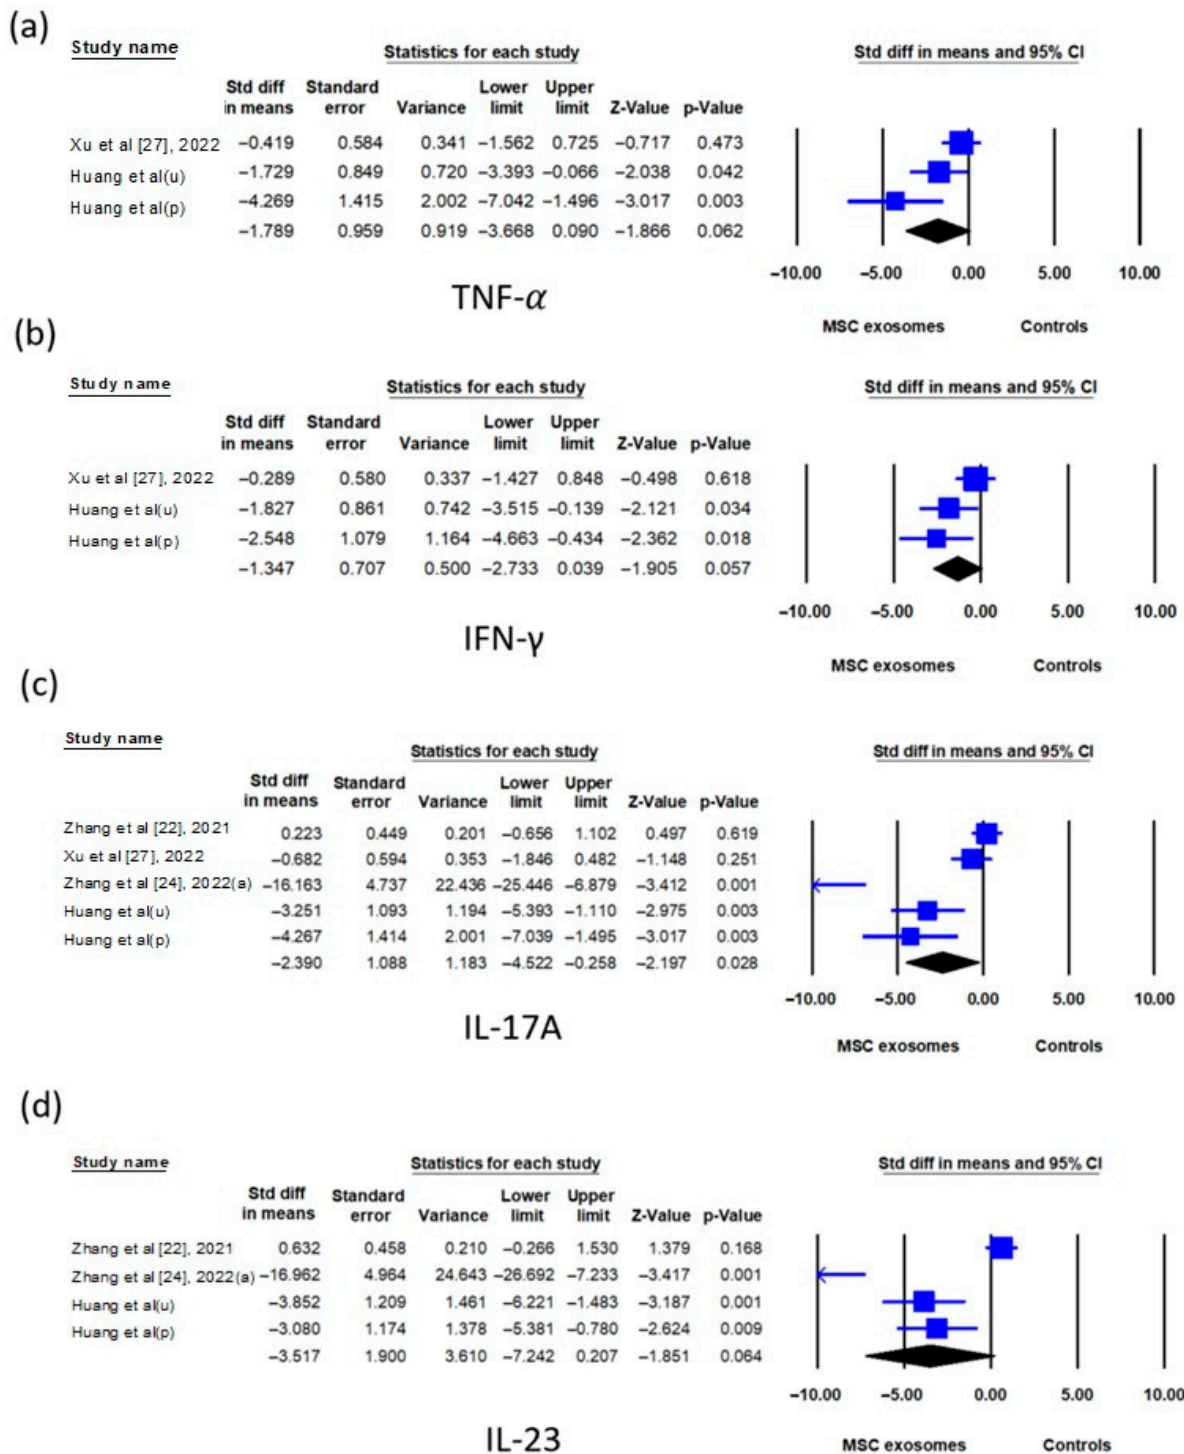 (a)
Study name Statistics for each study Std diff in means and 95% CI
Std diff Standard Lower Upper
in means error Variance limit limit Z-Value p-Value
Xu et al [27], 2022 −0.419 0.584 0.341 −1.562 0.725 −0.717 0.473
Huang et al(u) −1.729 0.849 0.720 −3.393 −0.066 −2.038 0.042
Huang et al(p) −4.269 1.415 2.002 −7.042 −1.496 −3.017 0.003
−1.789 0.959 0.919 −3.668 0.090 −1.866 0.062
−10.00 −5.00 0.00 5.00 10.00
TNF-α
MSC exosomes Controls
(b)
Study name Statistics for each study Std diff in means and 95% CI
Std diff Standard Lower Upper
in means error Variance limit limit Z-Value p-Value
Xu et al [27], 2022 −0.289 0.580 0.337 −1.427 0.848 −0.498 0.618
Huang et al(u) −1.827 0.861 0.742 −3.515 −0.139 −2.121 0.034
Huang et al(p) −2.548 1.079 1.164 −4.663 −0.434 −2.362 0.018
−1.347 0.707 0.500 −2.733 0.039 −1.905 0.057
−10.00 −5.00 0.00 5.00 10.00
IFN-γ
MSC exosomes Controls
(c)
Study name Statistics for each study Std diff in means and 95% CI
Std diff Standard Lower Upper
in means error Variance limit limit Z-Value p-Value
Zhang et al [22], 2021 0.223 0.449 0.201 −0.656 1.102 0.497 0.619
Xu et al [27], 2022 −0.682 0.594 0.353 −1.846 0.482 −1.148 0.251
Zhang et al [24], 2022(a) −16.163 4.737 22.436 −25.446 −6.879 −3.412 0.001
Huang et al(u) −3.251 1.093 1.194 −5.393 −1.110 −2.975 0.003
Huang et al(p) −4.267 1.414 2.001 −7.039 −1.495 −3.017 0.003
−2.390 1.088 1.183 −4.522 −0.258 −2.197 0.028
−10.00 −5.00 0.00 5.00 10.00
IL-17A
MSC exosomes Controls
(d)
Study name Statistics for each study Std diff in means and 95% CI
Std diff Standard Lower Upper
in means error Variance limit limit Z-Value p-Value
Zhang et al [22], 2021 0.632 0.458 0.210 −0.266 1.530 1.379 0.168
Zhang et al [24], 2022(a) −16.962 4.964 24.643 −26.692 −7.233 −3.417 0.001
Huang et al(u) −3.852 1.209 1.461 −6.221 −1.483 −3.187 0.001
Huang et al(p) −3.080 1.174 1.378 −5.381 −0.780 −2.624 0.009
−3.517 1.900 3.610 −7.242 0.207 −1.851 0.064
−10.00 −5.00 0.00 5.00 10.00
IL-23
MSC exosomes Controls